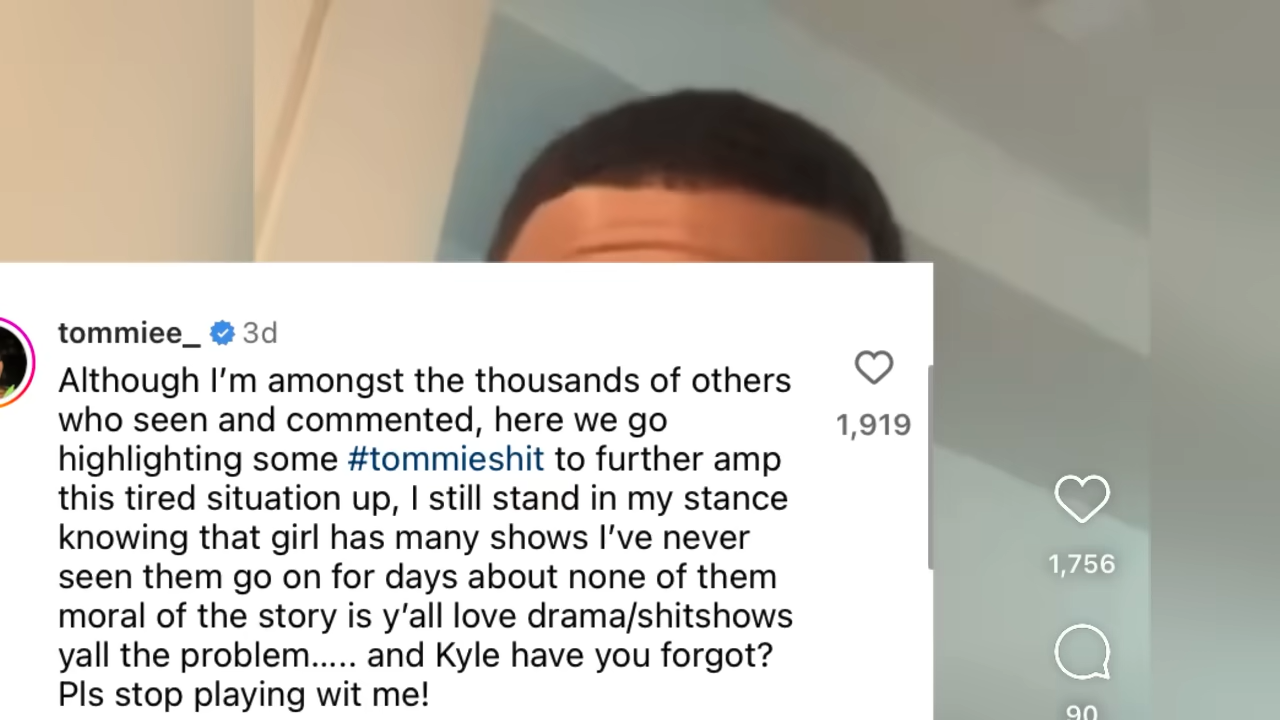 tommiee_ 3d
Although I’m amongst the thousands of others
who seen and commented, here we go
highlighting some #tommieshit to further amp
this tired situation up, I still stand in my stance
knowing that girl has many shows I’ve never
seen them go on for days about none of them
moral of the story is y’all love drama/shitshows
yall the problem..... and Kyle have you forgot?
Pls stop playing wit me!
1,919
1,756
90